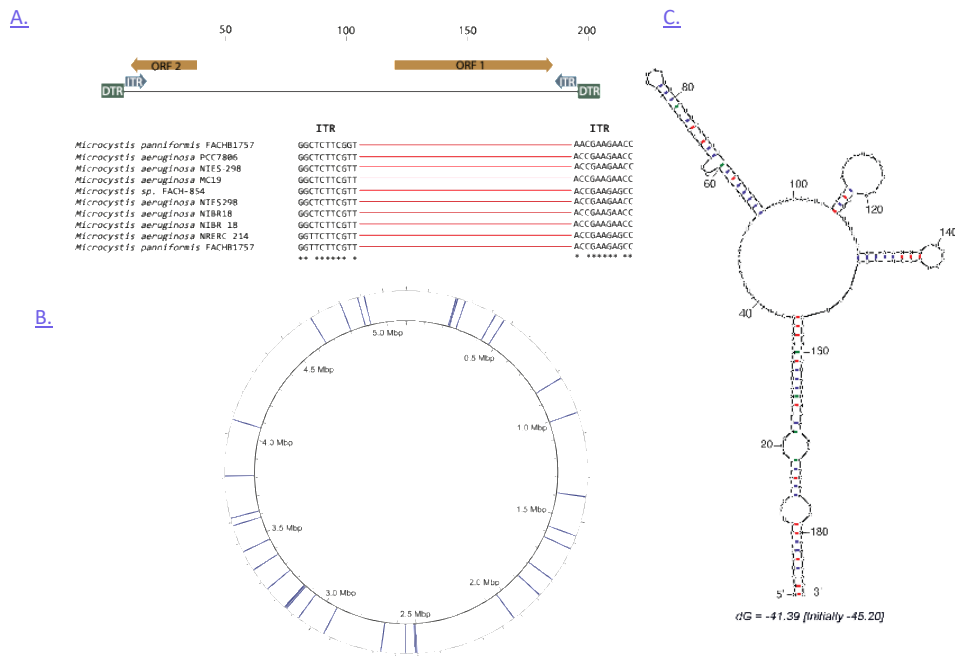 A.
50 100 150 200
ORF 2 ORF 1
ITR ITR
DTR DTR
ITR ITR
Microcystis panniformis FACHB1757 GGCTCTTCGGT AACGAAGAACC
Microcystis aeruginosa PCC7806 GGCTCTTCGTT ACCGAAGAACC
Microcystis aeruginosa NIES-298 GGCTCTTCGTT ACCGAAGAACC
Microcystis aeruginosa MC19 GGCTCTTCGTT ACCGAAGAACC
Microcystis sp. FACH-854 GGCTCTTCGTT ACCGAAGAGCC
Microcystis aeruginosa NIES298 GGTTCTTCGTT ACCGAAGAACC
Microcystis aeruginosa NIBR18 GGTTCTTCGTT ACCGAAGAACC
Microcystis aeruginosa NIBR 18 GGTTCTTCGTT ACCGAAGAACC
Microcystis aeruginosa NRERC 214 GGTTCTTCGTT ACCGAAGAGCC
Microcystis panniformis FACHB1757 GGTTCTTCGTT ACCGAAGAGCC
** ****** * * ****** **
B.
5.0 Mbp
0.5 Mbp
4.5 Mbp
1.0 Mbp
4.0 Mbp
1.5 Mbp
3.5 Mbp
2.0 Mbp
3.0 Mbp
2.5 Mbp
C.
80
60
100
120
140
40
160
20
180
5' 3'
dG = -41.39 [Initially -45.20]